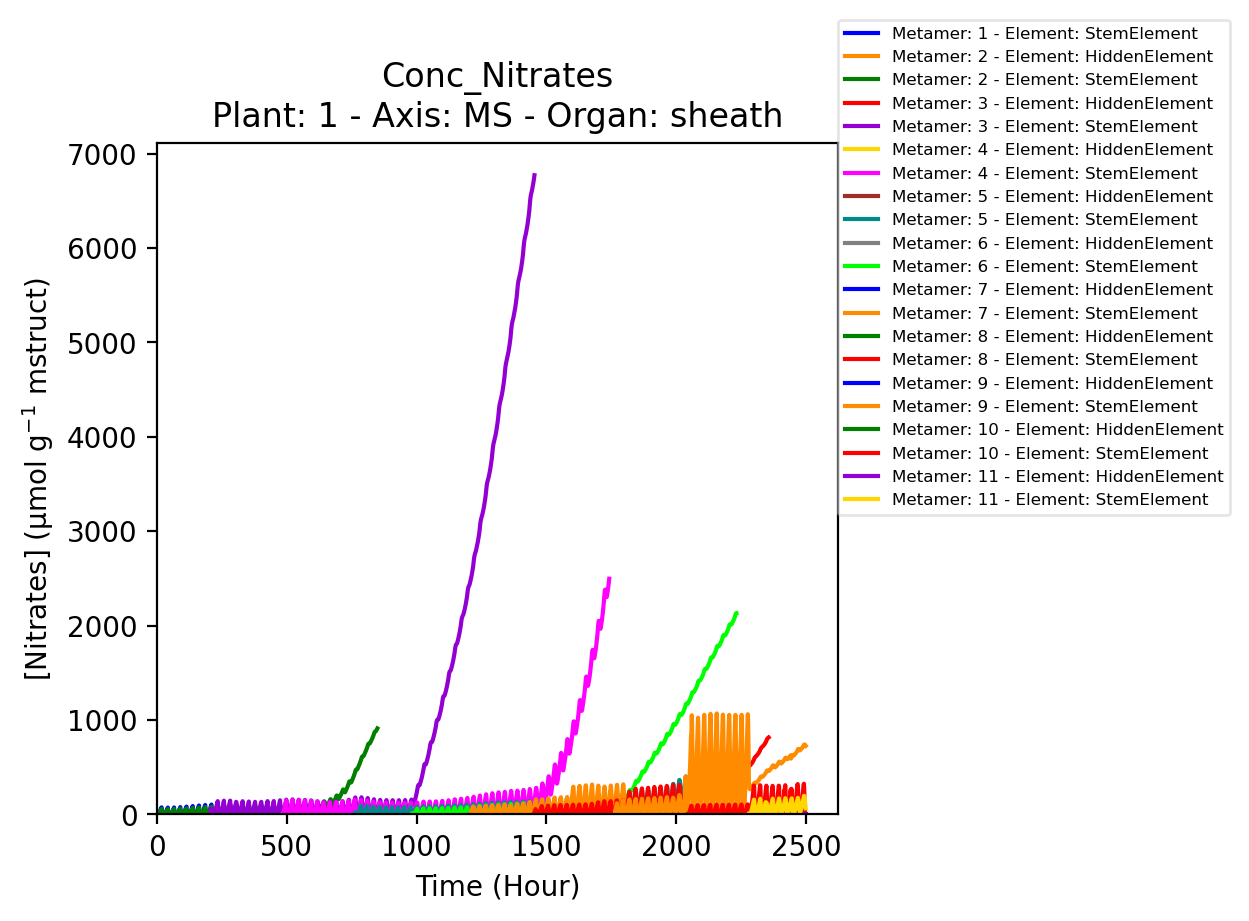 Conc_Nitrates
Plant: 1 - Axis: MS - Organ: sheath
[Nitrates] (µmol g⁻¹ mstruct)
7000
6000
5000
4000
3000
2000
1000
0
0 500 1000 1500 2000 2500
Time (Hour)
Metamer: 1 - Element: StemElement
Metamer: 2 - Element: HiddenElement
Metamer: 2 - Element: StemElement
Metamer: 3 - Element: HiddenElement
Metamer: 3 - Element: StemElement
Metamer: 4 - Element: HiddenElement
Metamer: 4 - Element: StemElement
Metamer: 5 - Element: HiddenElement
Metamer: 5 - Element: StemElement
Metamer: 6 - Element: HiddenElement
Metamer: 6 - Element: StemElement
Metamer: 7 - Element: HiddenElement
Metamer: 7 - Element: StemElement
Metamer: 8 - Element: HiddenElement
Metamer: 8 - Element: StemElement
Metamer: 9 - Element: HiddenElement
Metamer: 9 - Element: StemElement
Metamer: 10 - Element: HiddenElement
Metamer: 10 - Element: StemElement
Metamer: 11 - Element: HiddenElement
Metamer: 11 - Element: StemElement